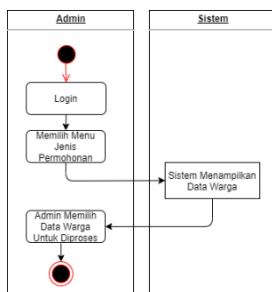 Admin
Sistem
Login
Memilih Menu
Jenis
Permohonan
Sistem Menampilkan
Data Warga
Admin Memilih
Data Warga
Untuk Diproses